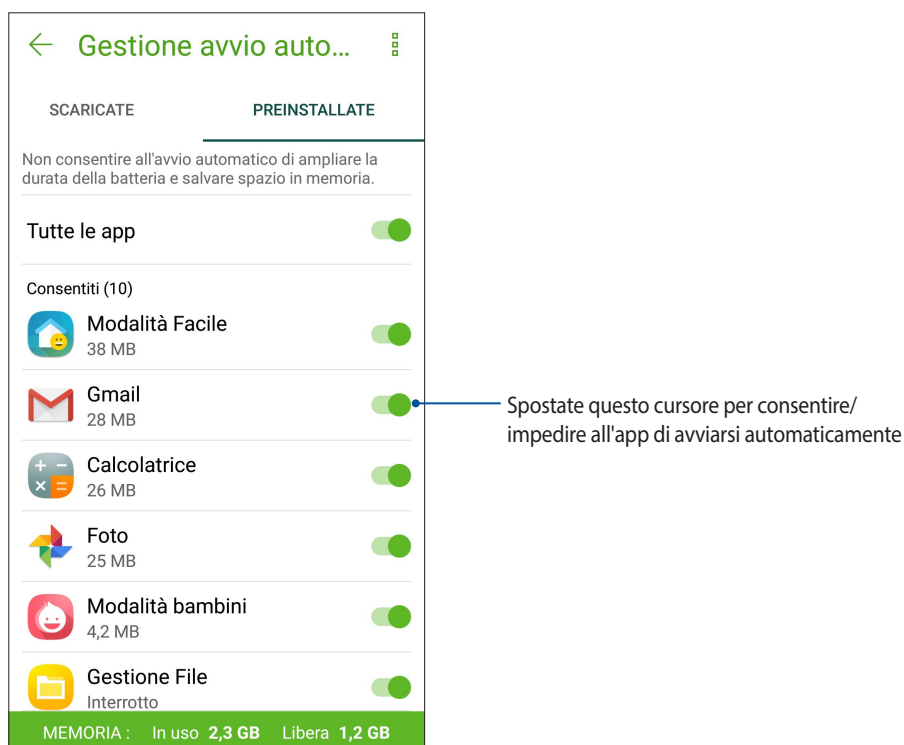 Gestione avvio auto...
SCARICATE PREINSTALLATE
Non consentire all'avvio automatico di ampliare la
durata della batteria e salvare spazio in memoria.
Tutte le app
Consentiti (10)
Modalità Facile
38 MB
Gmail
28 MB
Spostate questo cursore per consentire/
impedire all'app di avviarsi automaticamente
Calcolatrice
26 MB
Foto
25 MB
Modalità bambini
4,2 MB
Gestione File
Interrotto
MEMORIA : In uso 2,3 GB Libera 1,2 GB